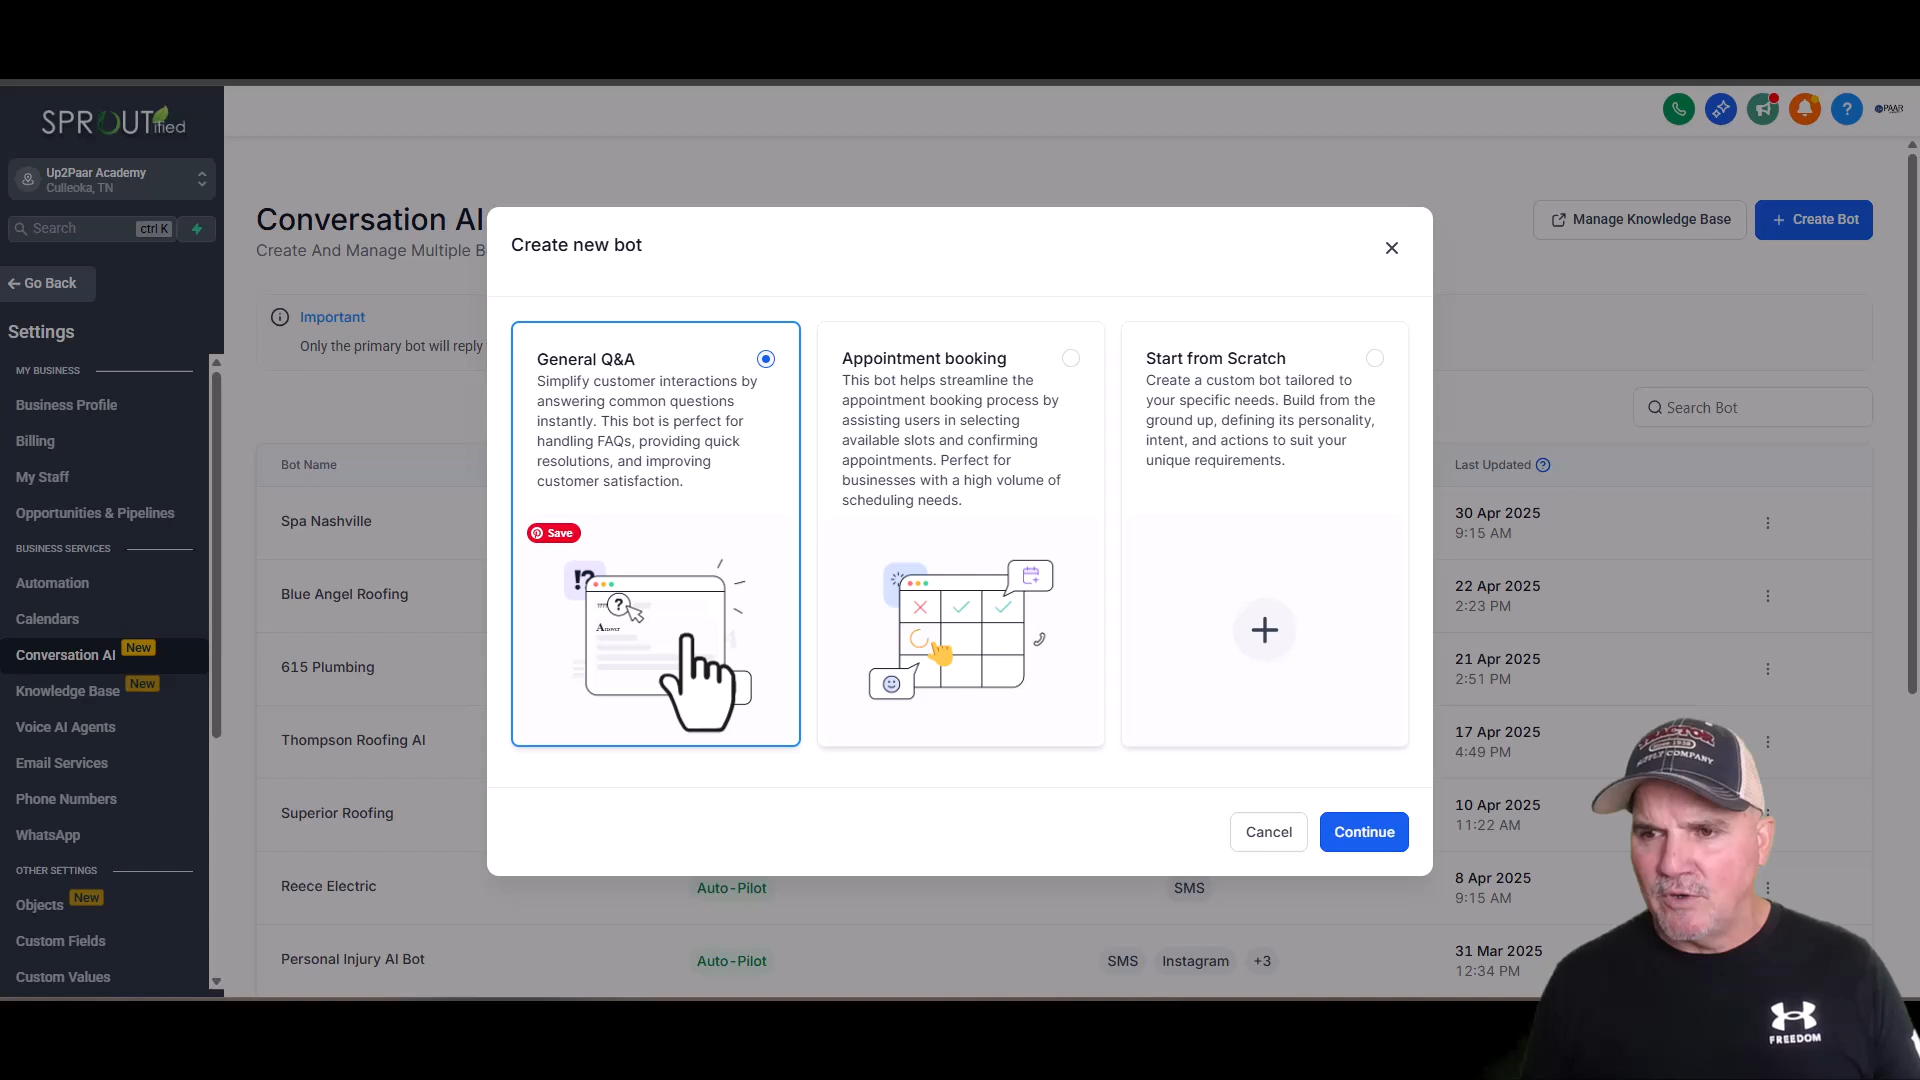 SPROUTified
Up2Paar Academy
Culleoka, TN
Search
ctrl K
Go Back
Settings
MY BUSINESS
Business Profile
Billing
My Staff
Opportunities & Pipelines
BUSINESS SERVICES
Automation
Calendars
Conversation AI New
Knowledge Base New
Voice AI Agents
Email Services
Phone Numbers
WhatsApp
OTHER SETTINGS
Objects New
Custom Fields
Custom Values
PAAR
Conversation AI
Create And Manage Multiple B
Manage Knowledge Base
+ Create Bot
Important
Only the primary bot will reply
Search Bot
Bot Name
Last Updated
Spa Nashville
30 Apr 2025
9:15 AM
Blue Angel Roofing
22 Apr 2025
2:23 PM
615 Plumbing
21 Apr 2025
2:51 PM
Thompson Roofing AI
17 Apr 2025
4:49 PM
Superior Roofing
10 Apr 2025
11:22 AM
Reece Electric
Auto-Pilot
SMS
8 Apr 2025
9:15 AM
Personal Injury AI Bot
Auto-Pilot
SMS
Instagram
+3
31 Mar 2025
12:34 PM
Create new bot
General Q&A
Simplify customer interactions by
answering common questions
instantly. This bot is perfect for
handling FAQs, providing quick
resolutions, and improving
customer satisfaction.
Save
!?
?
Answer
Appointment booking
This bot helps streamline the
appointment booking process by
assisting users in selecting
available slots and confirming
appointments. Perfect for
businesses with a high volume of
scheduling needs.
Start from Scratch
Create a custom bot tailored to
your specific needs. Build from the
ground up, defining its personality,
intent, and actions to suit your
unique requirements.
Cancel
Continue
TRACTOR
SUPPLY COMPANY
FREEDOM